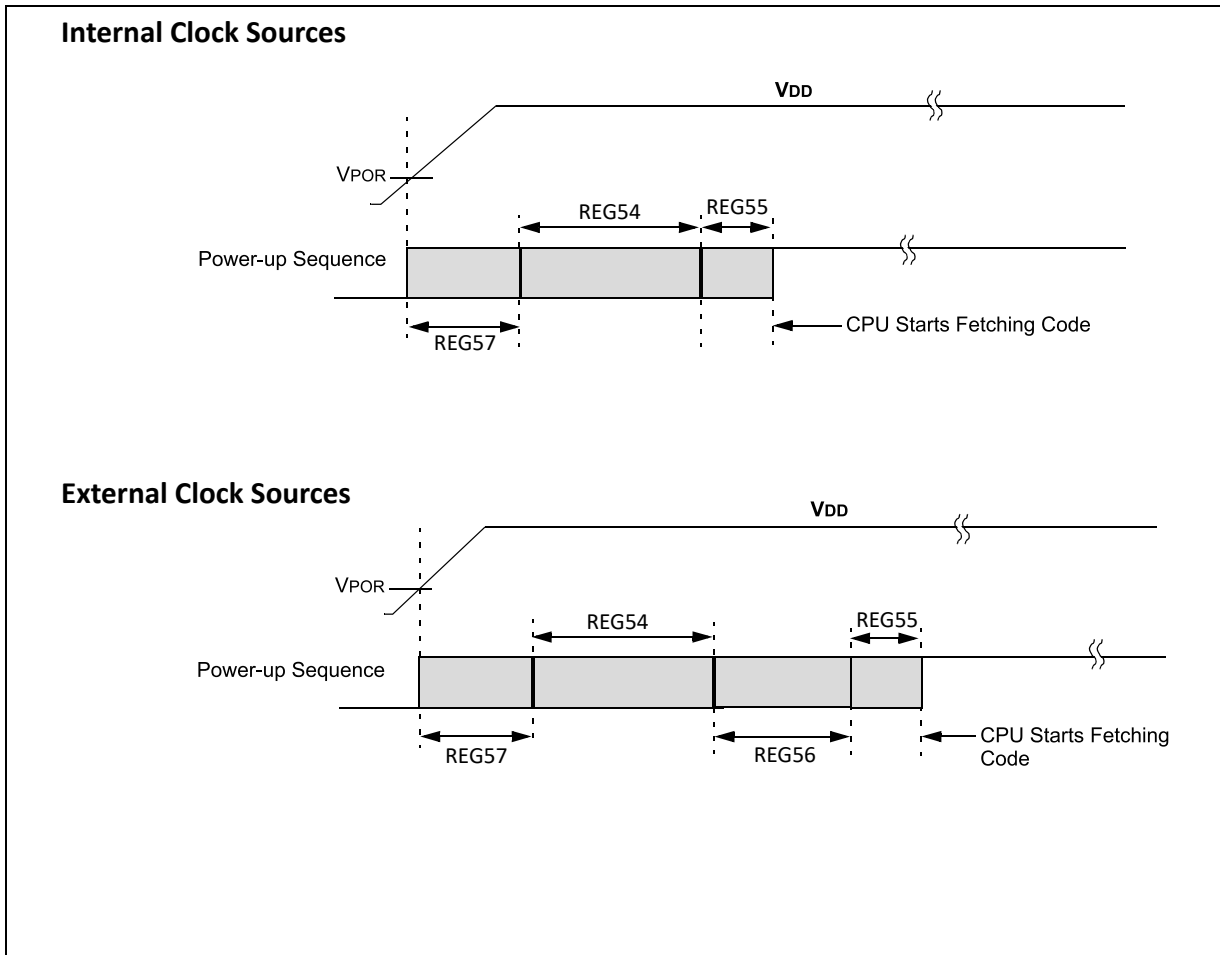 Internal Clock Sources
VDD
VPOR
REG54
REG55
Power-up Sequence
CPU Starts Fetching Code
REG57
External Clock Sources
VDD
VPOR
REG54
REG55
Power-up Sequence
REG57
REG56
CPU Starts Fetching
Code